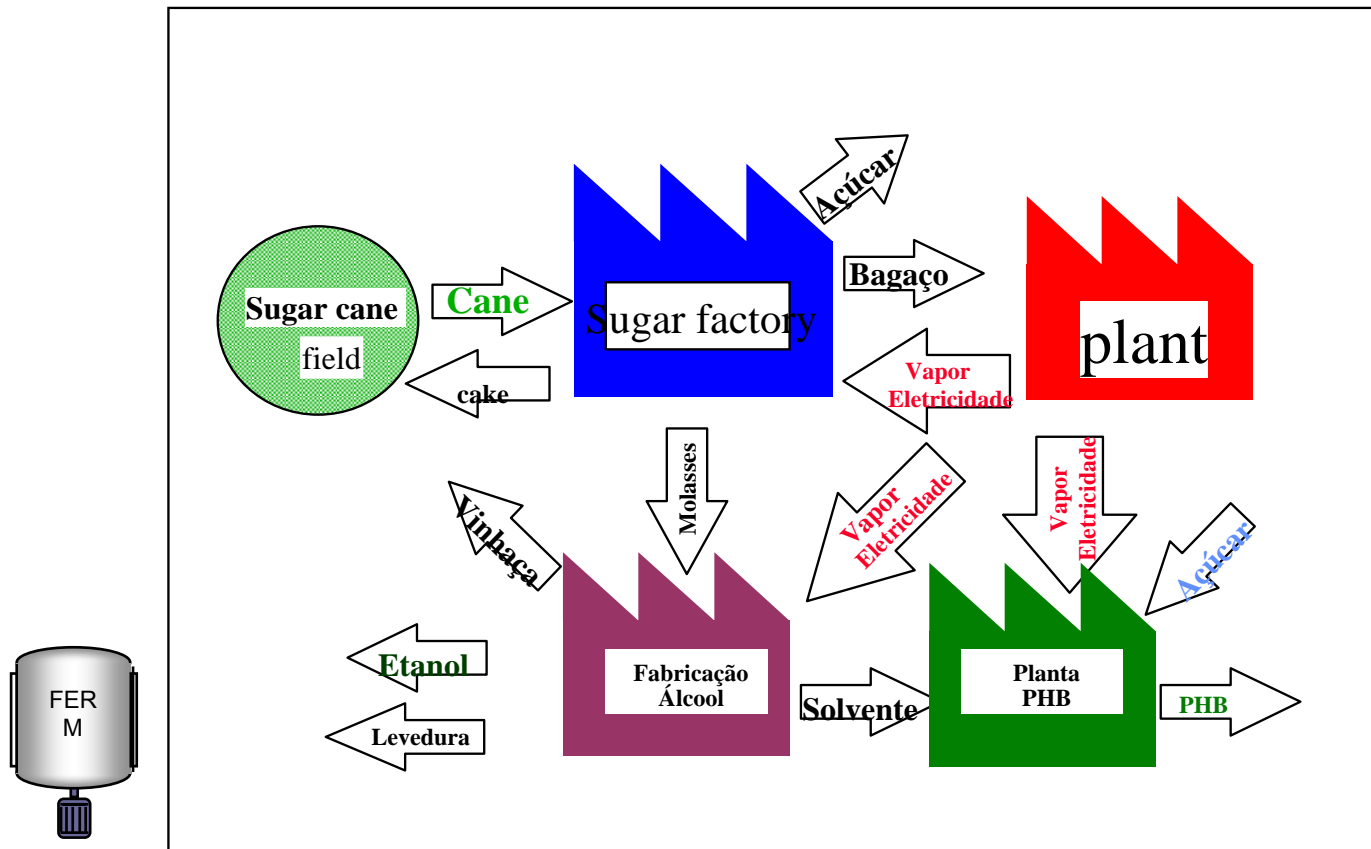 Açúcar
Bagaço
Sugar cane
field
Cane
cake
Sugar factory
plant
Vapor
Eletricidade
Molasses
Vapor
Eletricidade
Vapor
Eletricidade
Açúcar
Vinhaça
Etanol
Levedura
Fabricação
Álcool
Solvente
Planta
PHB
PHB
FER
M